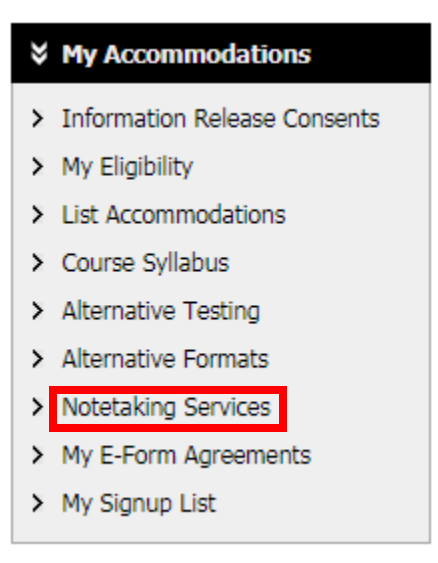 My Accommodations
Information Release Consents
My Eligibility
List Accommodations
Course Syllabus
Alternative Testing
Alternative Formats
Notetaking Services
My E-Form Agreements
My Signup List